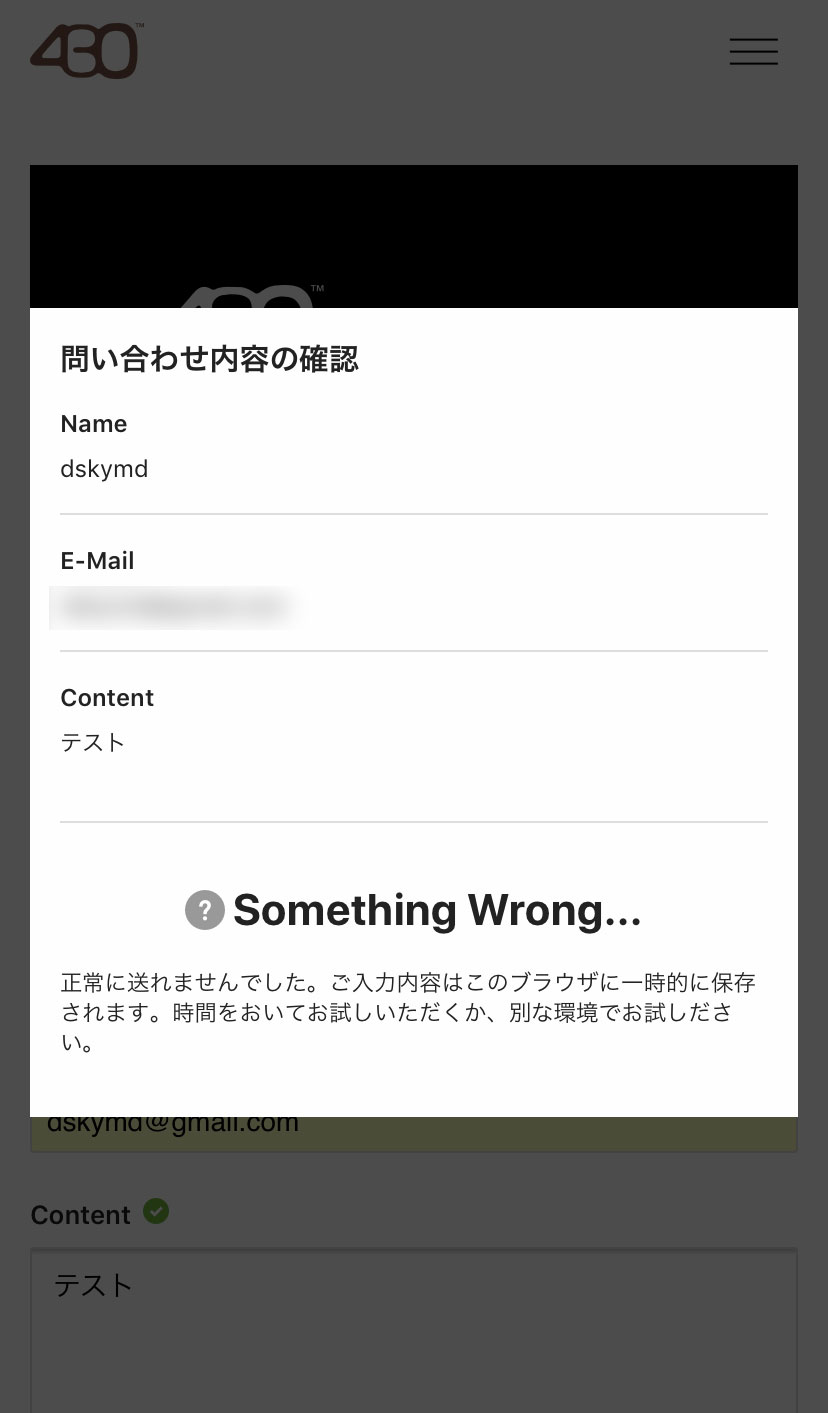 430™
™
問い合わせ内容の確認
Name
dskymd
E-Mail
Content
テスト
? Something Wrong...
正常に送れませんでした。ご入力内容はこのブラウザに一時的に保存
されます。時間をおいてお試しいただくか、別な環境でお試しださ
い。
dskymd@gmail.com
Content
テスト